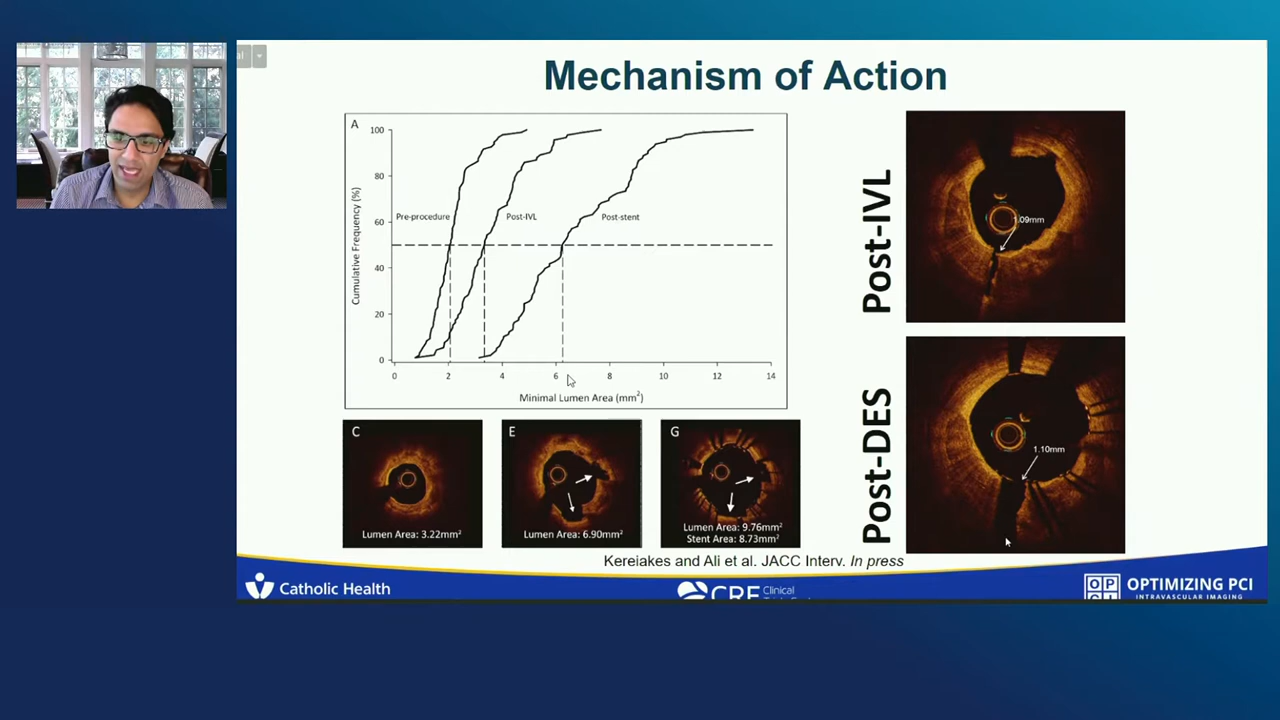 Mechanism of Action
A
Cumulative Frequency (%)
100
80
60
40
20
0
Pre-procedure
Post-IVL
Post-stent
0 2 4 6 8 10 12 14
Minimal Lumen Area (mm²)
C
Lumen Area: 3.22mm²
E
Lumen Area: 6.90mm²
G
Lumen Area: 9.76mm²
Stent Area: 8.73mm²
Post-IVL
1.09mm
Post-DES
1.10mm
Kereiakes and Ali et al. JACC Interv. In press
Catholic Health
CRF Clinical
OPTIMIZING PCI
INTRAVASCULAR IMAGING